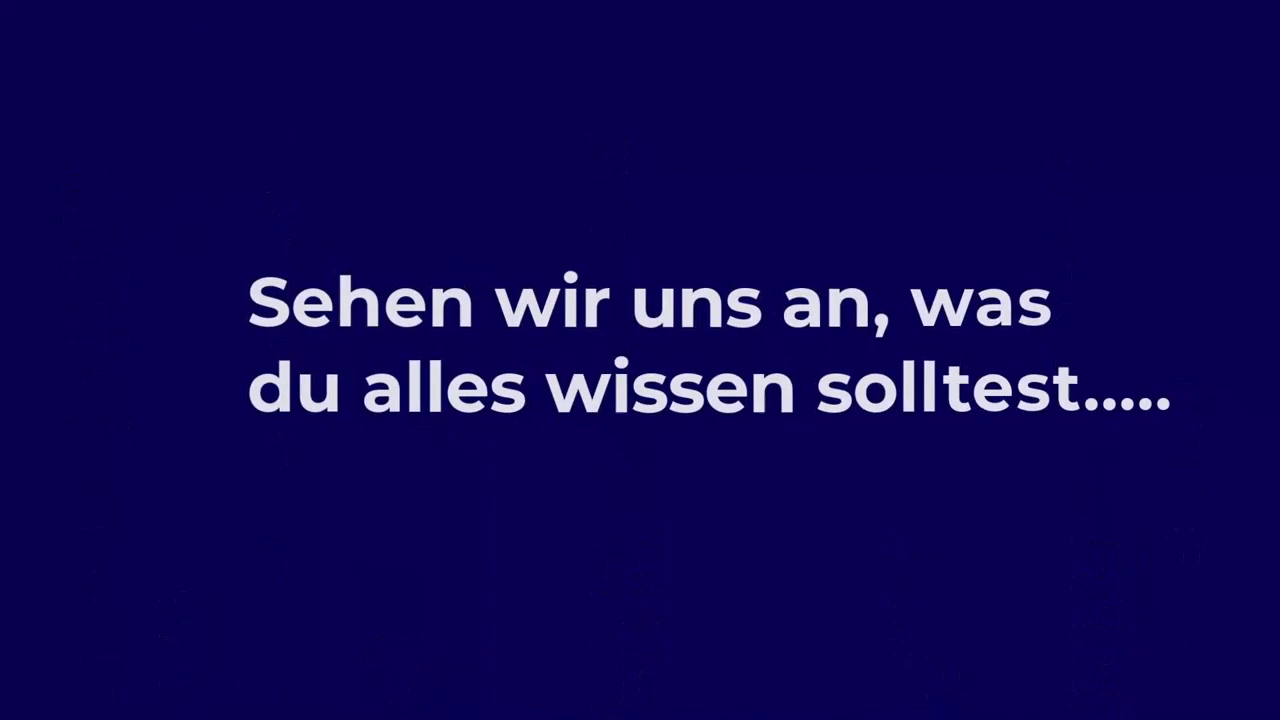 Sehen wir uns an, was
du alles wissen solltest.....